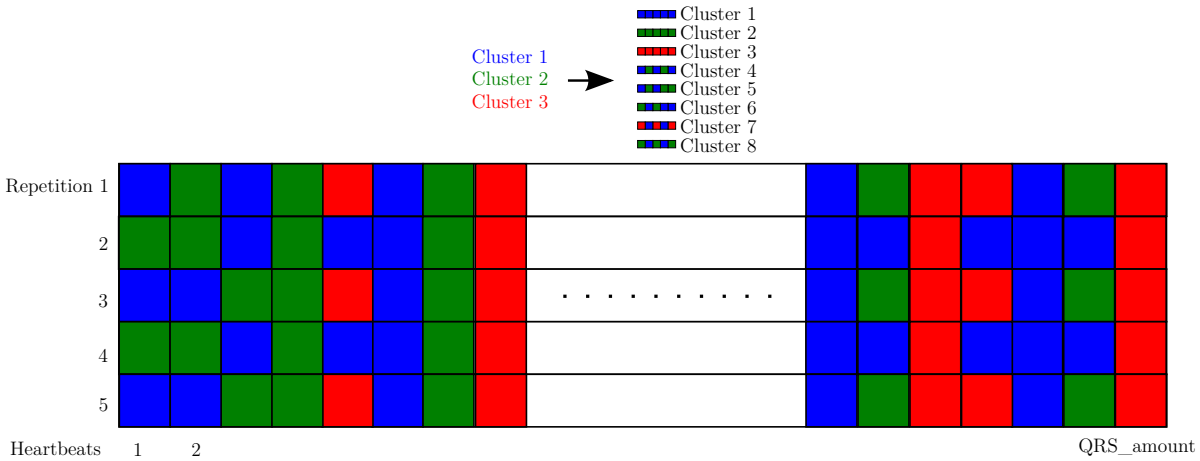 Cluster 1
Cluster 2
Cluster 3
Cluster 1
Cluster 2
Cluster 3
Cluster 4
Cluster 5
Cluster 6
Cluster 7
Cluster 8
Repetition 1
2
3
4
5
Heartbeats 1 2 QRS_amount